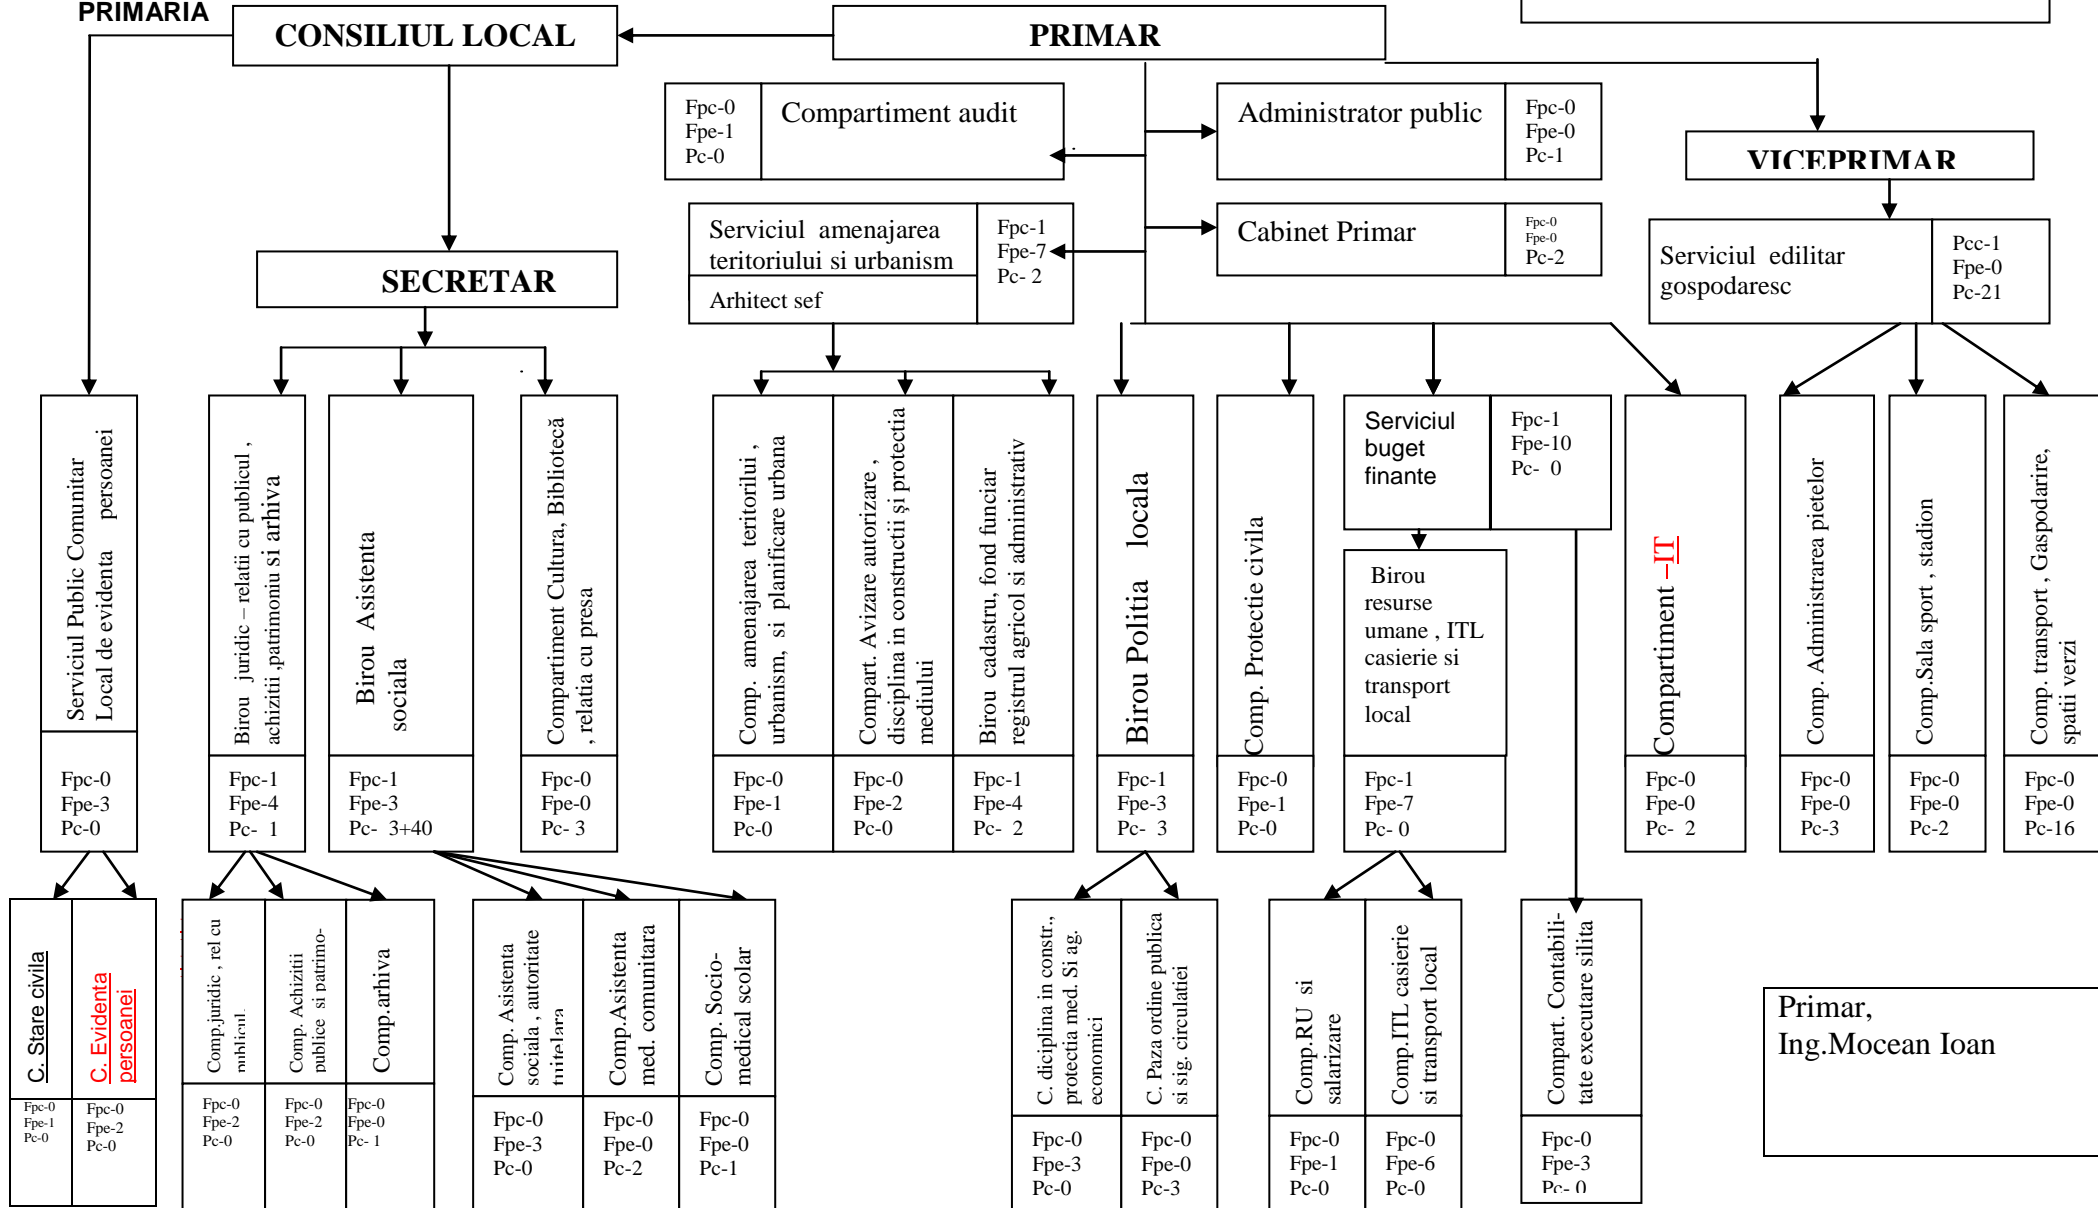 PRIMARIA
CONSILIUL LOCAL
PRIMAR
Fpc-0
Fpe-1
Pc-0
Compartiment audit
Administrator public
Fpc-0
Fpe-0
Pc-1
VICEPRIMAR
Serviciul amenajarea
teritoriului si urbanism
Arhitect sef
Fpc-1
Fpe-7
Pc- 2
Cabinet Primar
Fpc-0
Fpe-0
Pc-2
Serviciul edilitar
gospodaresc
Pcc-1
Fpe-0
Pc-21
SECRETAR
Serviciul Public Comunitar
Local de evidenta persoanei
Fpc-0
Fpe-3
Pc-0
Birou juridic – relatii cu publicul ,
achizitii ,patrimoniu si arhiva
Fpc-1
Fpe-4
Pc- 1
Birou Asistenta
sociala
Fpc-1
Fpe-3
Pc- 3+40
Compartiment Cultura, Bibliotecă
, relatia cu presa
Fpc-0
Fpe-0
Pc- 3
Comp. amenajarea teritorilui ,
urbanism, si planificare urbana
Fpc-0
Fpe-1
Pc-0
Compart. Avizare autorizare ,
disciplina in constructii şi protectia
mediului
Fpc-0
Fpe-2
Pc-0
Birou cadastru, fond funciar
registrul agricol si administrativ
Fpc-1
Fpe-4
Pc- 2
Birou Politia locala
Fpc-1
Fpe-3
Pc- 3
Comp. Protectie civila
Fpc-0
Fpe-1
Pc-0
Serviciul
buget
finante
Fpc-1
Fpe-10
Pc- 0
Birou
resurse
umane , ITL
casierie si
transport
local
Fpc-1
Fpe-7
Pc- 0
Compartiment –IT
Fpc-0
Fpe-0
Pc- 2
Comp. Administrarea pietelor
Fpc-0
Fpe-0
Pc-3
Comp.Sala sport , stadion
Fpc-0
Fpe-0
Pc-2
Comp. transport , Gaspodarire,
spatii verzi
Fpc-0
Fpe-0
Pc-16
C. Stare civila
Fpc-0
Fpe-1
Pc-0
C. Evidenta
persoanei
Fpc-0
Fpe-2
Pc-0
Comp.juridic , rel cu
publicul.
Fpc-0
Fpe-2
Pc-0
Comp. Achizitii
publice si patrimo-
Fpc-0
Fpe-2
Pc-0
Comp.arhiva
Fpc-0
Fpe-0
Pc- 1
Comp. Asistenta
sociala , autoritate
tuitelara
Fpc-0
Fpe-3
Pc-0
Comp.Asistenta
med. comunitara
Fpc-0
Fpe-0
Pc-2
Comp. Socio-
medical scolar
Fpc-0
Fpe-0
Pc-1
C. diciplina in constr.,
protectia med. Si ag.
economici
Fpc-0
Fpe-3
Pc-0
C. Paza ordine publica
si sig. circulatiei
Fpc-0
Fpe-0
Pc-3
Comp.RU si
salarizare
Fpc-0
Fpe-1
Pc-0
Comp.ITL casierie
si transport local
Fpc-0
Fpe-6
Pc-0
Compart. Contabili-
tate executare silita
Fpc-0
Fpe-3
Pc- 0
Primar,
Ing.Mocean Ioan